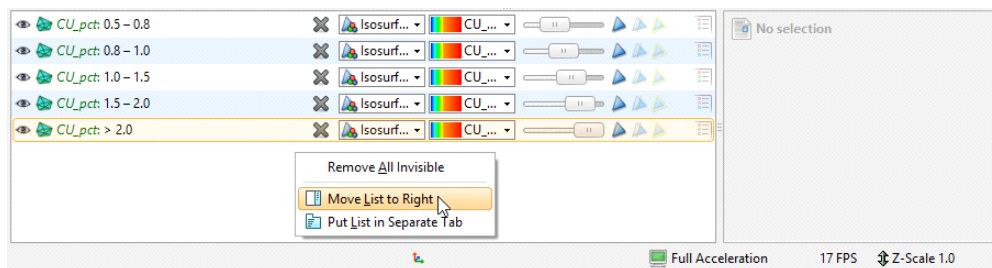 CU_pct: 0.5 – 0.8 Isosurf... CU_...
No selection
CU_pct: 0.8 – 1.0 Isosurf... CU_...
CU_pct: 1.0 – 1.5 Isosurf... CU_...
CU_pct: 1.5 – 2.0 Isosurf... CU_...
CU_pct: > 2.0 Isosurf... CU_...
Remove All Invisible
Move List to Right
Put List in Separate Tab
Full Acceleration 17 FPS Z-Scale 1.0